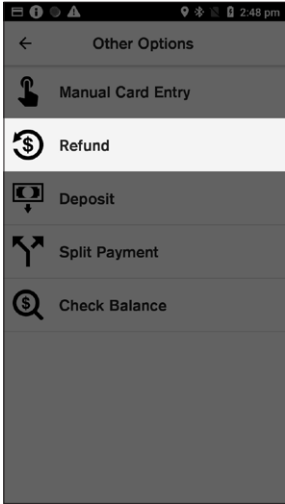 2:48 pm
Other Options
Manual Card Entry
Refund
Deposit
Split Payment
Check Balance